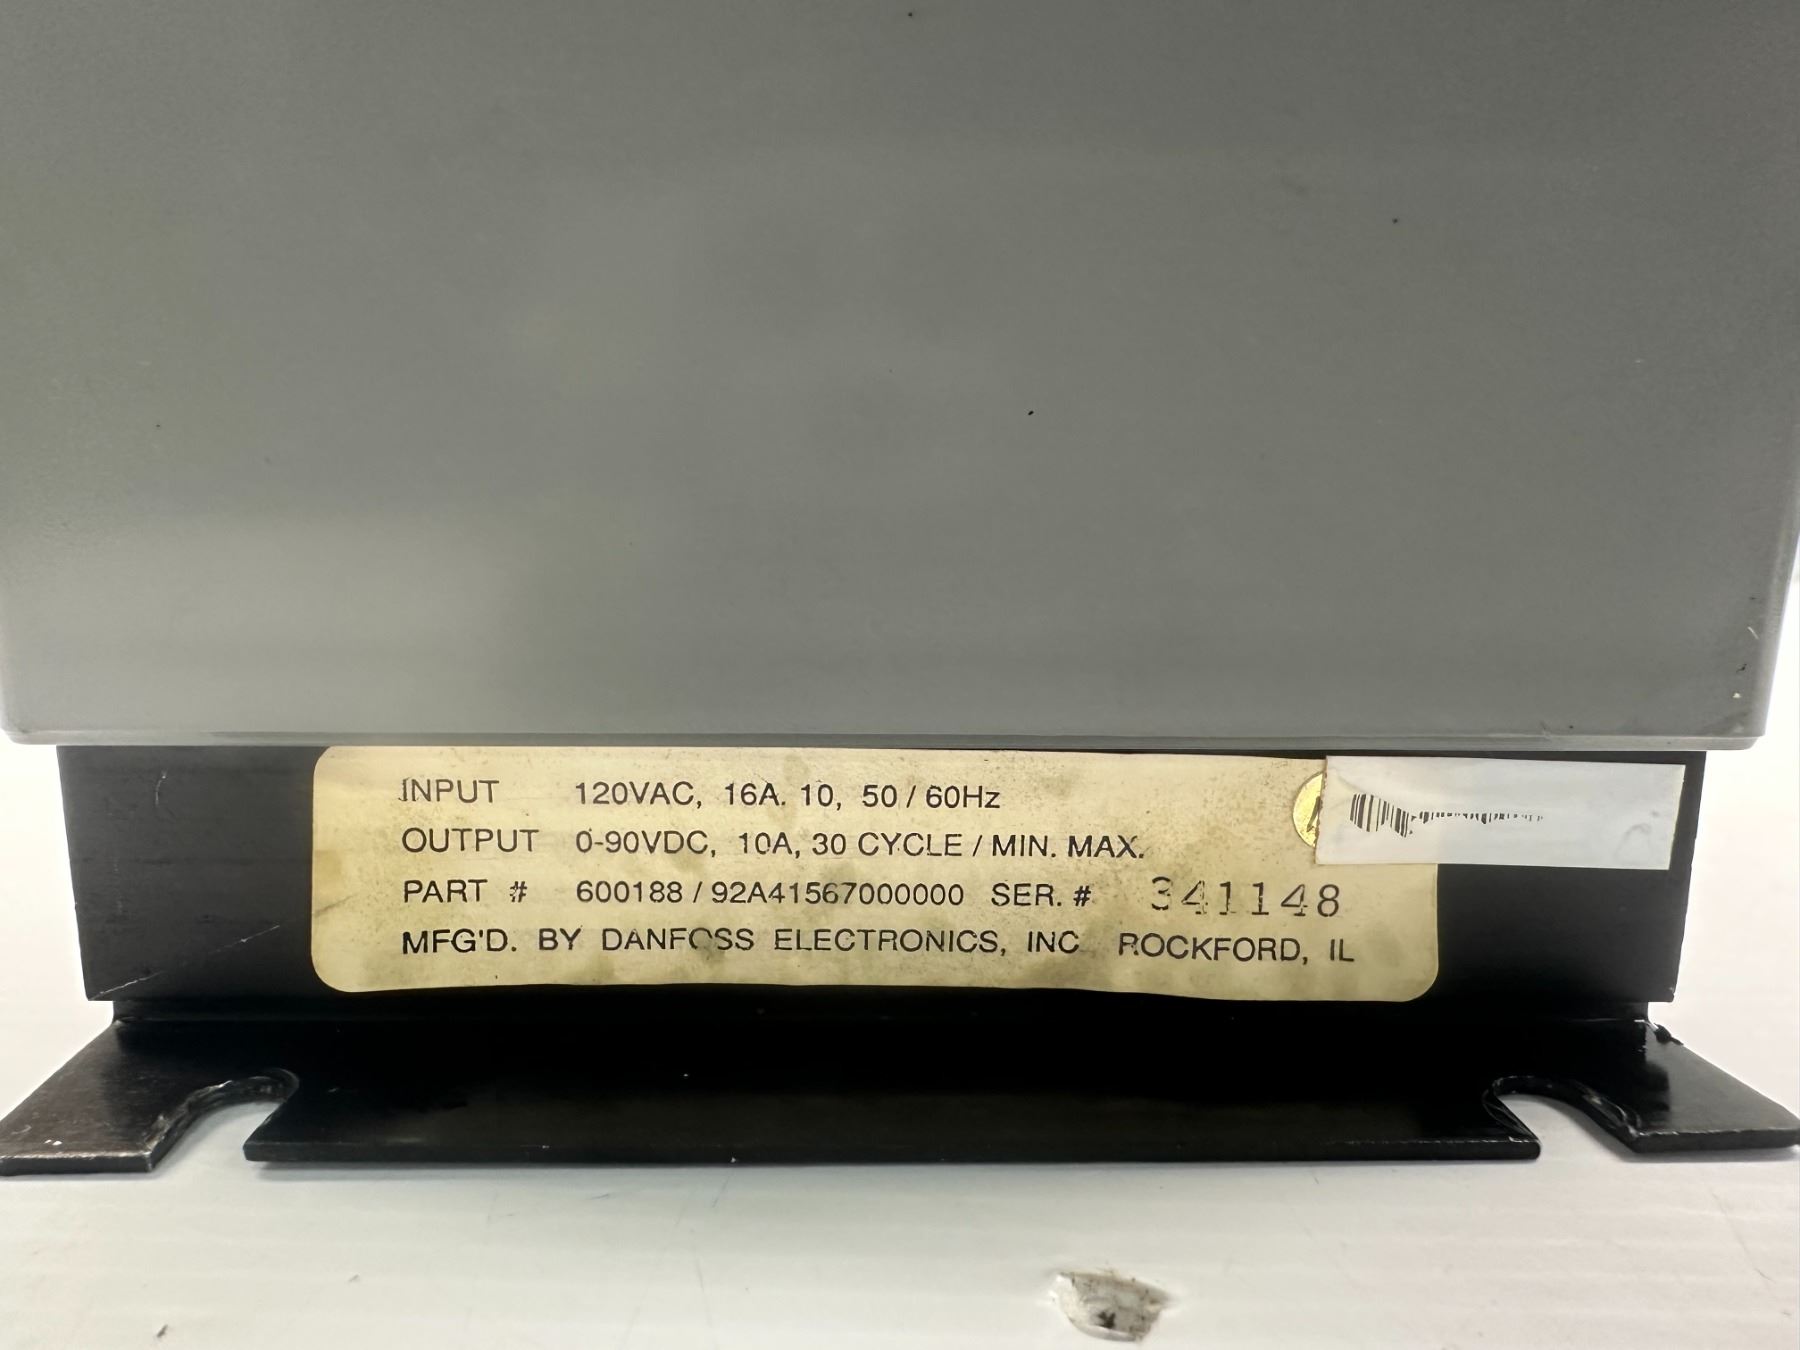 INPUT 120VAC, 16A. 10, 50 / 60Hz
OUTPUT 0-90VDC, 10A, 30 CYCLE / MIN. MAX.
PART # 600188 / 92A41567000000 SER. # 341148
MFG'D. BY DANFOSS ELECTRONICS, INC ROCKFORD, IL